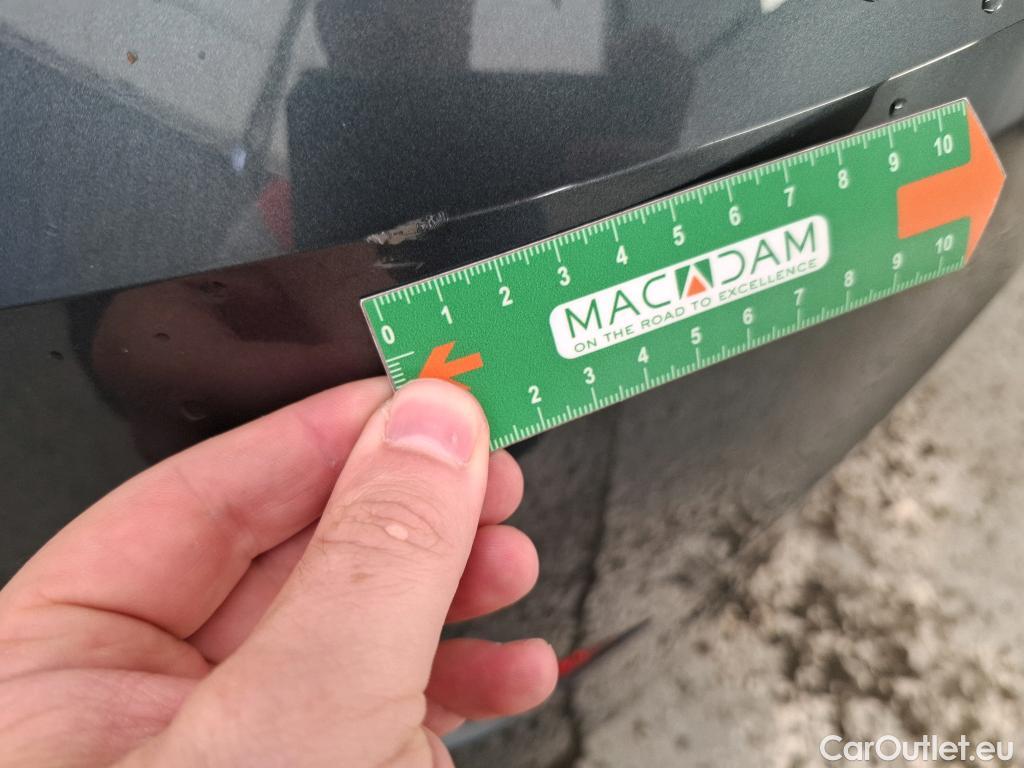 0 1 2 3 4 5 6 7 8 9 10
MACADAM
ON THE ROAD TO EXCELLENCE
2 3 4 5 6 7 8 9 10
CarOutlet.eu